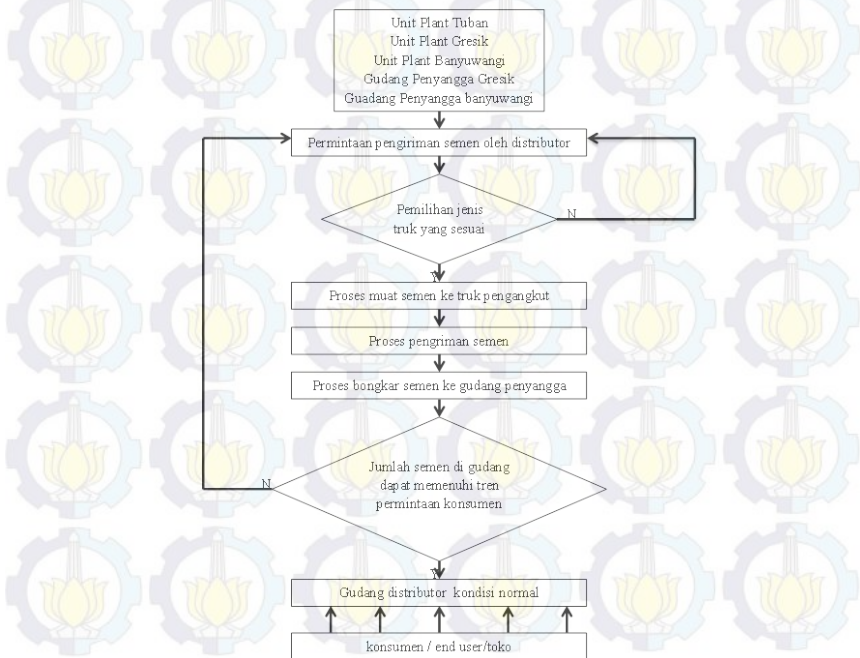 Unit Plant Tuban
Unit Plant Gresik
Unit Plant Banyuwangi
Gudang Penyangga Gresik
Guadang Penyangga banyuwangi
Permintaan pengiriman semen oleh distributor
Pemilihan jenis
truk yang sesuai
N
Y
Proses muat semen ke truk pengangkut
Proses pengriman semen
Proses bongkar semen ke gudang penyangga
Jumlah semen di gudang
dapat memenuhi tren
permintaan konsumen
N
Y
Gudang distributor kondisi normal
konsumen / end user/toko